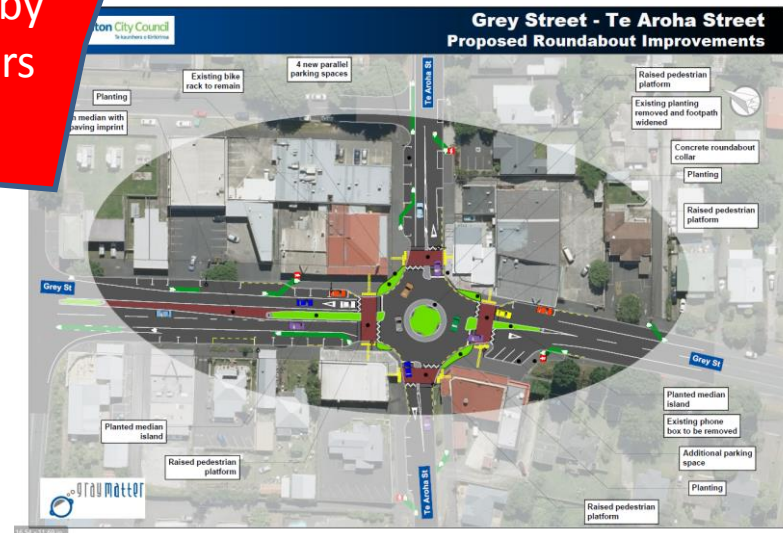 by
rs
ton City Council
Te kaunihera o Kirikiriroa
Grey Street - Te Aroha Street
Proposed Roundabout Improvements
4 new parallel
parking spaces
Existing bike
rack to remain
Planting
median with
paving imprint
Te Aroha St
Raised pedestrian
platform
Existing planting
removed and footpath
widened
Concrete roundabout
collar
Planting
Raised pedestrian
platform
Grey St
Grey St
Planted median
island
Raised pedestrian
platform
Planted median
island
Existing phone
box to be removed
Additional parking
space
Planting
Raised pedestrian
platform
Te Aroha St
graymatter